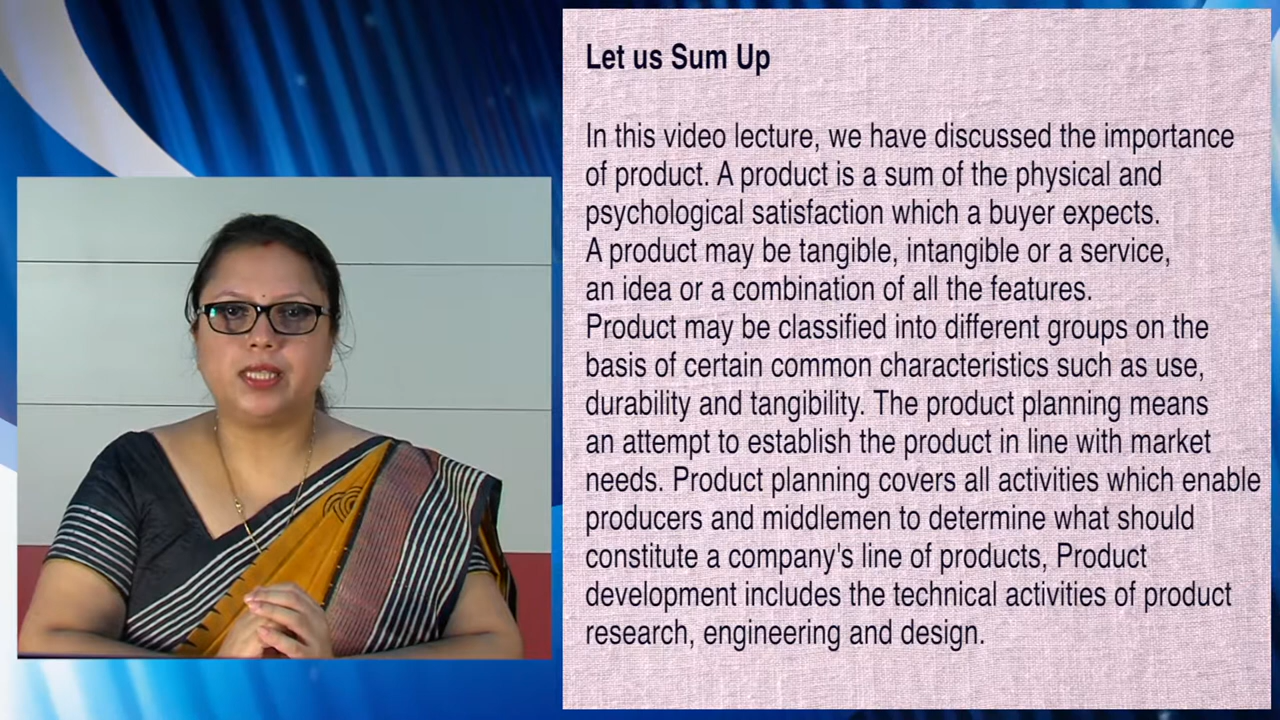 Let us Sum Up
In this video lecture, we have discussed the importance
of product. A product is a sum of the physical and
psychological satisfaction which a buyer expects.
A product may be tangible, intangible or a service,
an idea or a combination of all the features.
Product may be classified into different groups on the
basis of certain common characteristics such as use,
durability and tangibility. The product planning means
an attempt to establish the product in line with market
needs. Product planning covers all activities which enable
producers and middlemen to determine what should
constitute a company's line of products, Product
development includes the technical activities of product
research, engineering and design.